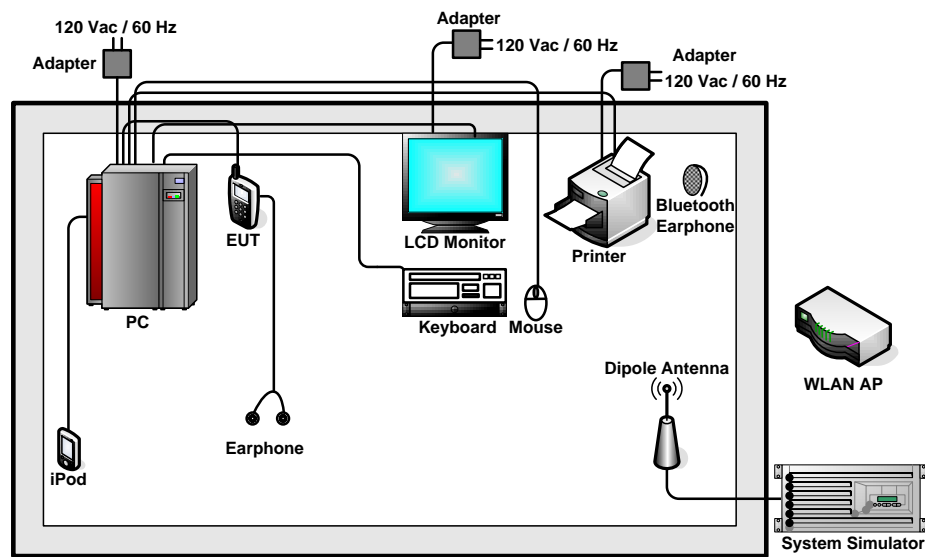 120 Vac / 60 Hz
Adapter
Adapter
120 Vac / 60 Hz
Adapter
120 Vac / 60 Hz
PC
EUT
LCD Monitor
Printer
Bluetooth
Earphone
Keyboard
Mouse
WLAN AP
Dipole Antenna
iPod
Earphone
System Simulator